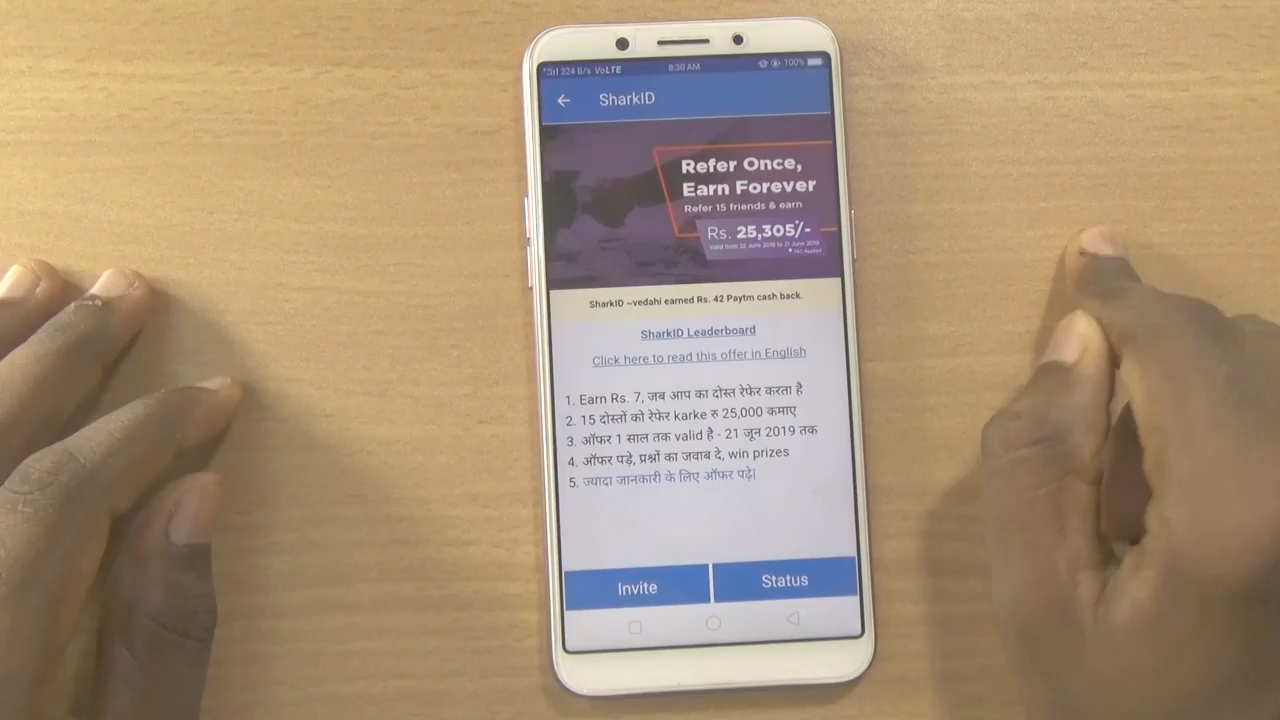 224 B/s VoLTE 8:30 AM 100%
SharkID
Refer Once,
Earn Forever
Refer 15 friends & earn
Rs. 25,305*/-
Valid from 22 June 2018 to 21 June 2019
* T&C Applied
SharkID ~vedahi earned Rs. 42 Paytm cash back.
SharkID Leaderboard
Click here to read this offer in English
1. Earn Rs. 7, जब आप का दोस्त रेफेर करता है
2. 15 दोस्तों को रेफेर karke रु 25,000 कमाए
3. ऑफर 1 साल तक valid है - 21 जून 2019 तक
4. ऑफर पड़े, प्रश्नों का जवाब दे, win prizes
5. ज्यादा जानकारी के लिए ऑफर पढ़े।
Invite Status